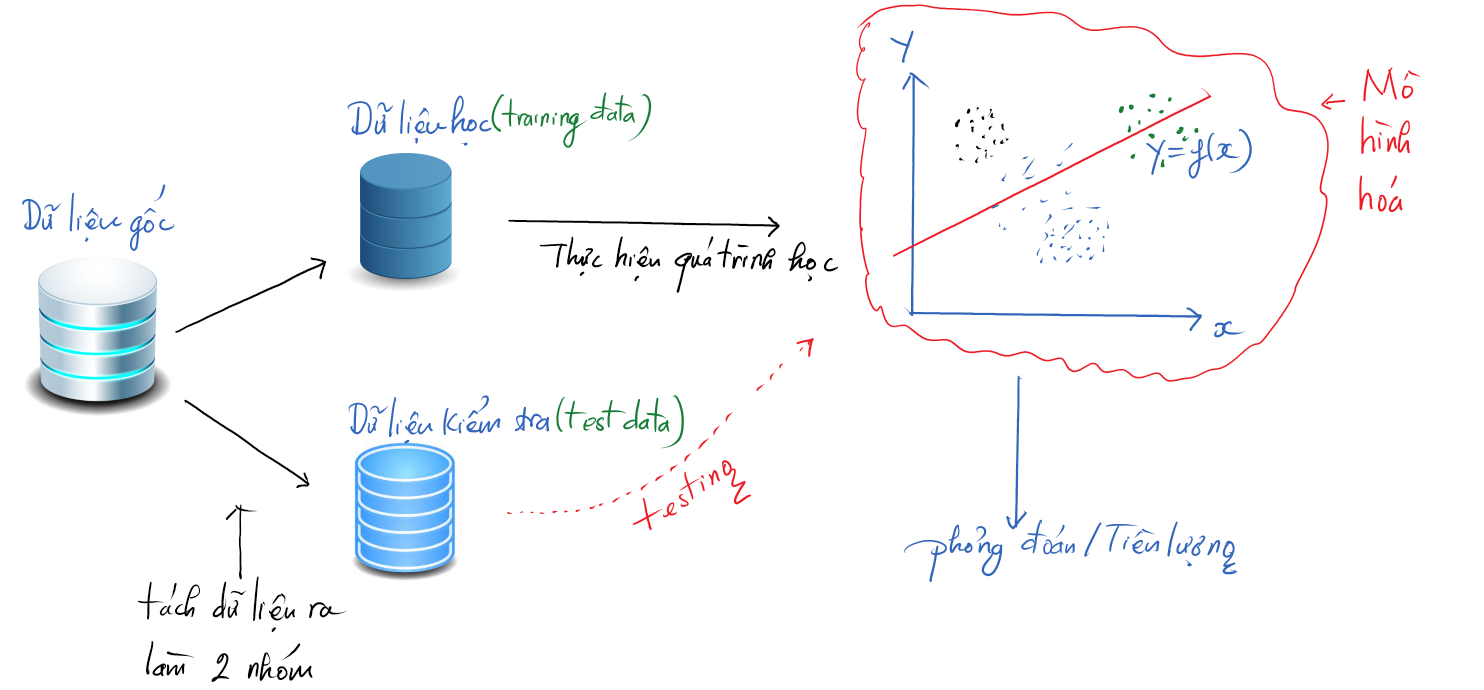 Dữ liệu gốc
Dữ liệu học (training data)
Thực hiện quá trình học
Dữ liệu kiểm tra (test data)
testing
tách dữ liệu ra
làm 2 nhóm
Y
Y = f(x)
x
← Mô
hình
hóa
phỏng đoán / Tiên lượng